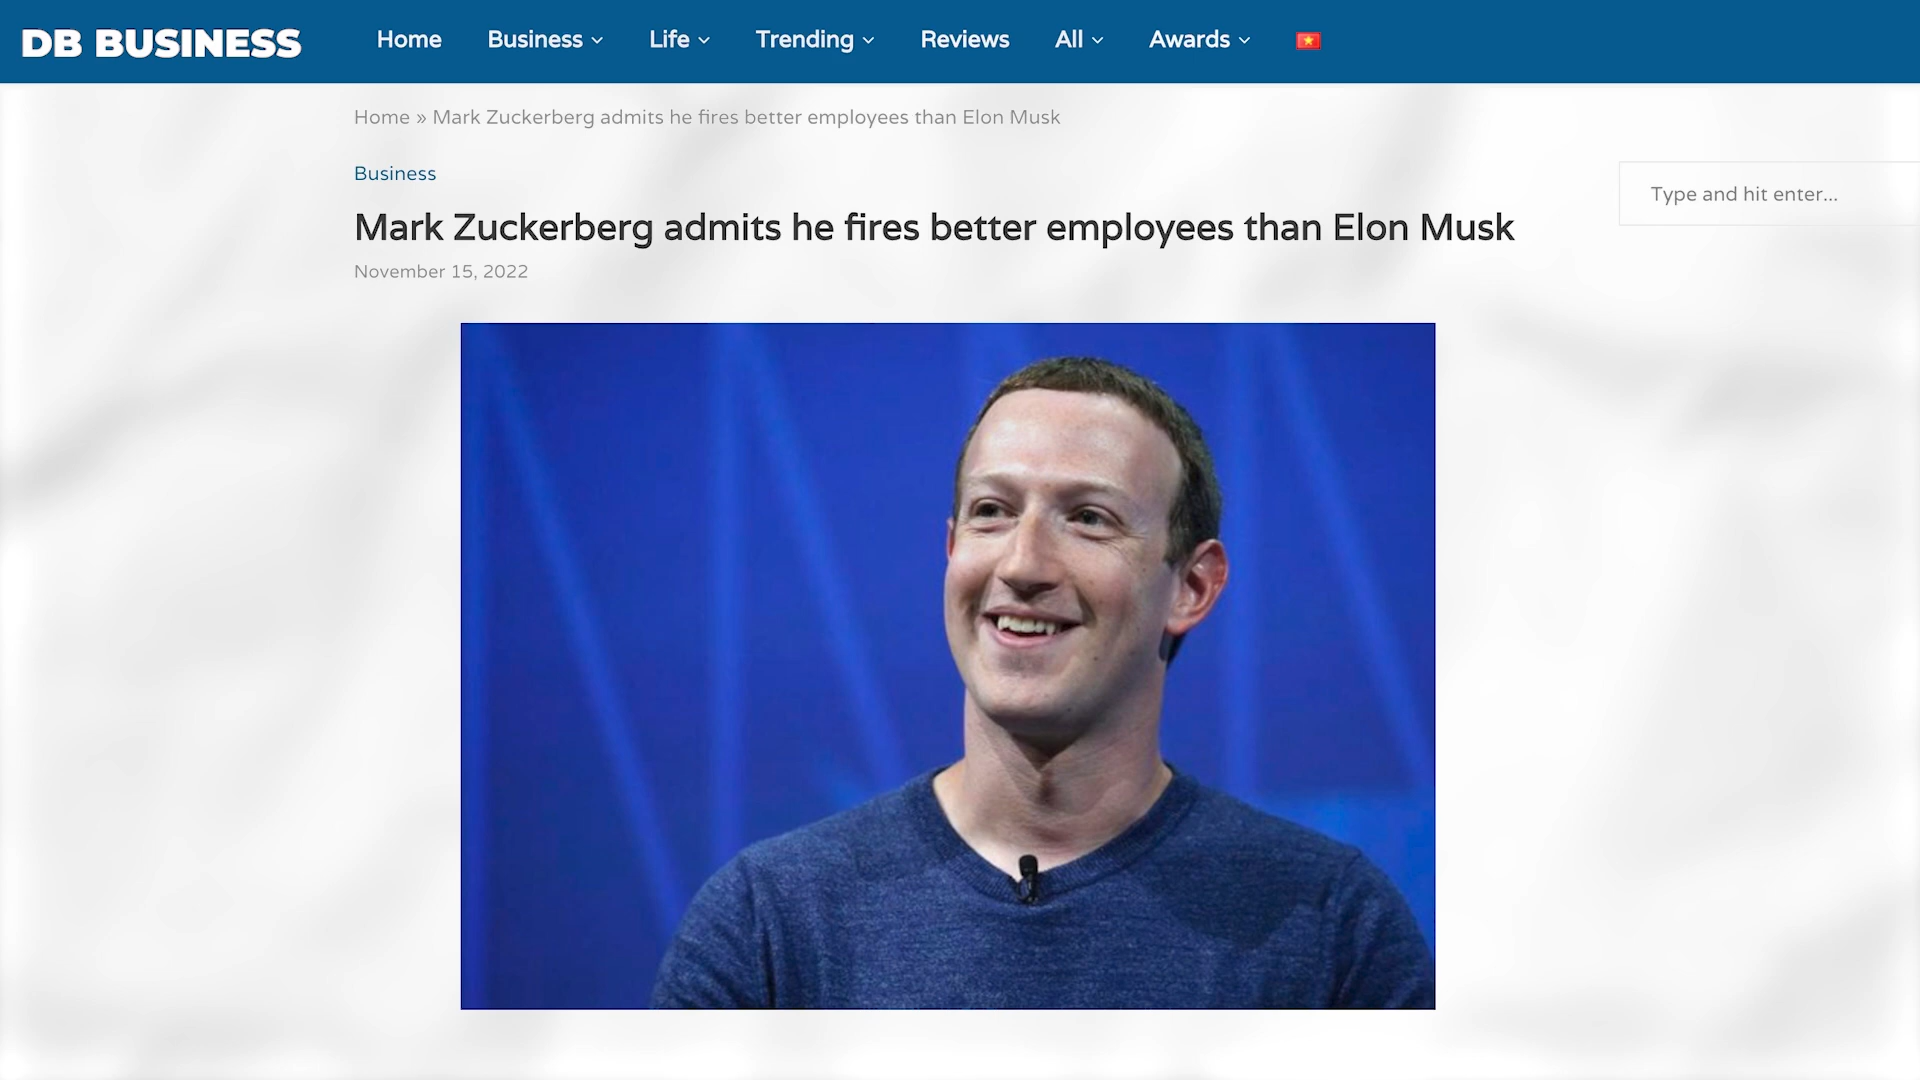 DB BUSINESS
Home Business Life Trending Reviews All Awards
Home » Mark Zuckerberg admits he fires better employees than Elon Musk
Business
Type and hit enter...
Mark Zuckerberg admits he fires better employees than Elon Musk
November 15, 2022